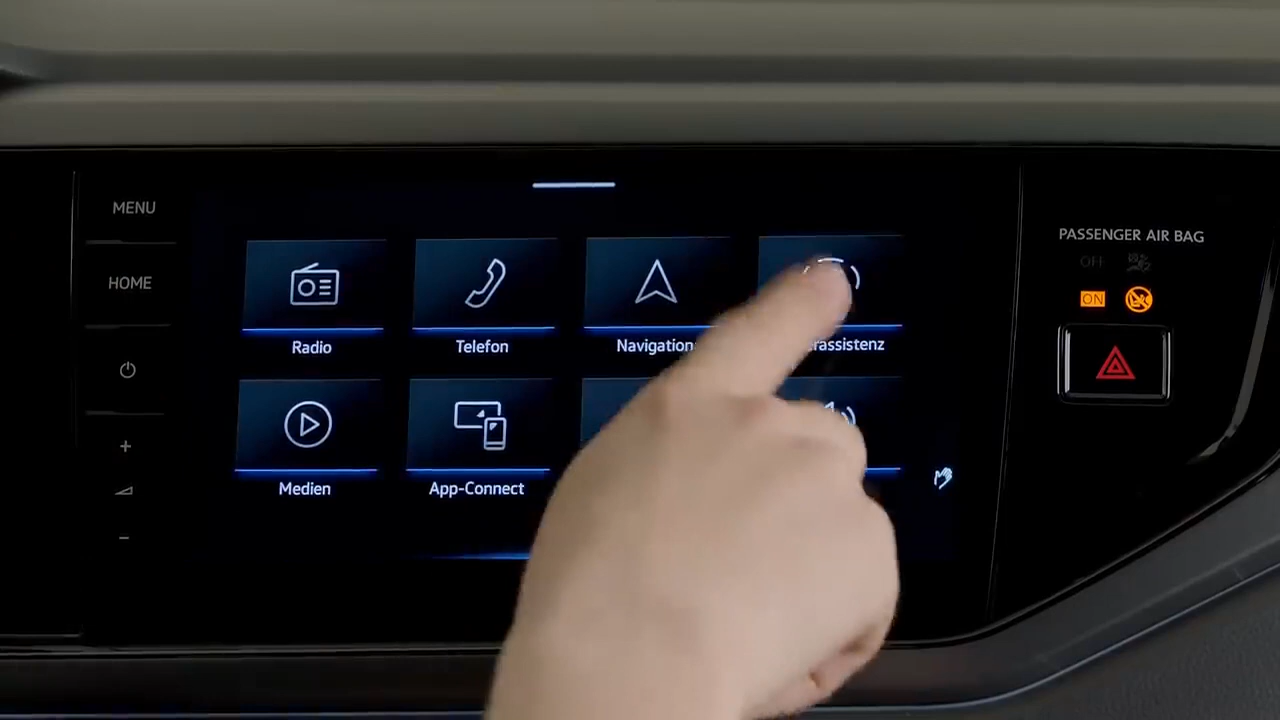 MENU
HOME
+
-
Radio
Telefon
Navigation
rassistenz
Medien
App-Connect
PASSENGER AIR BAG
OFF
ON